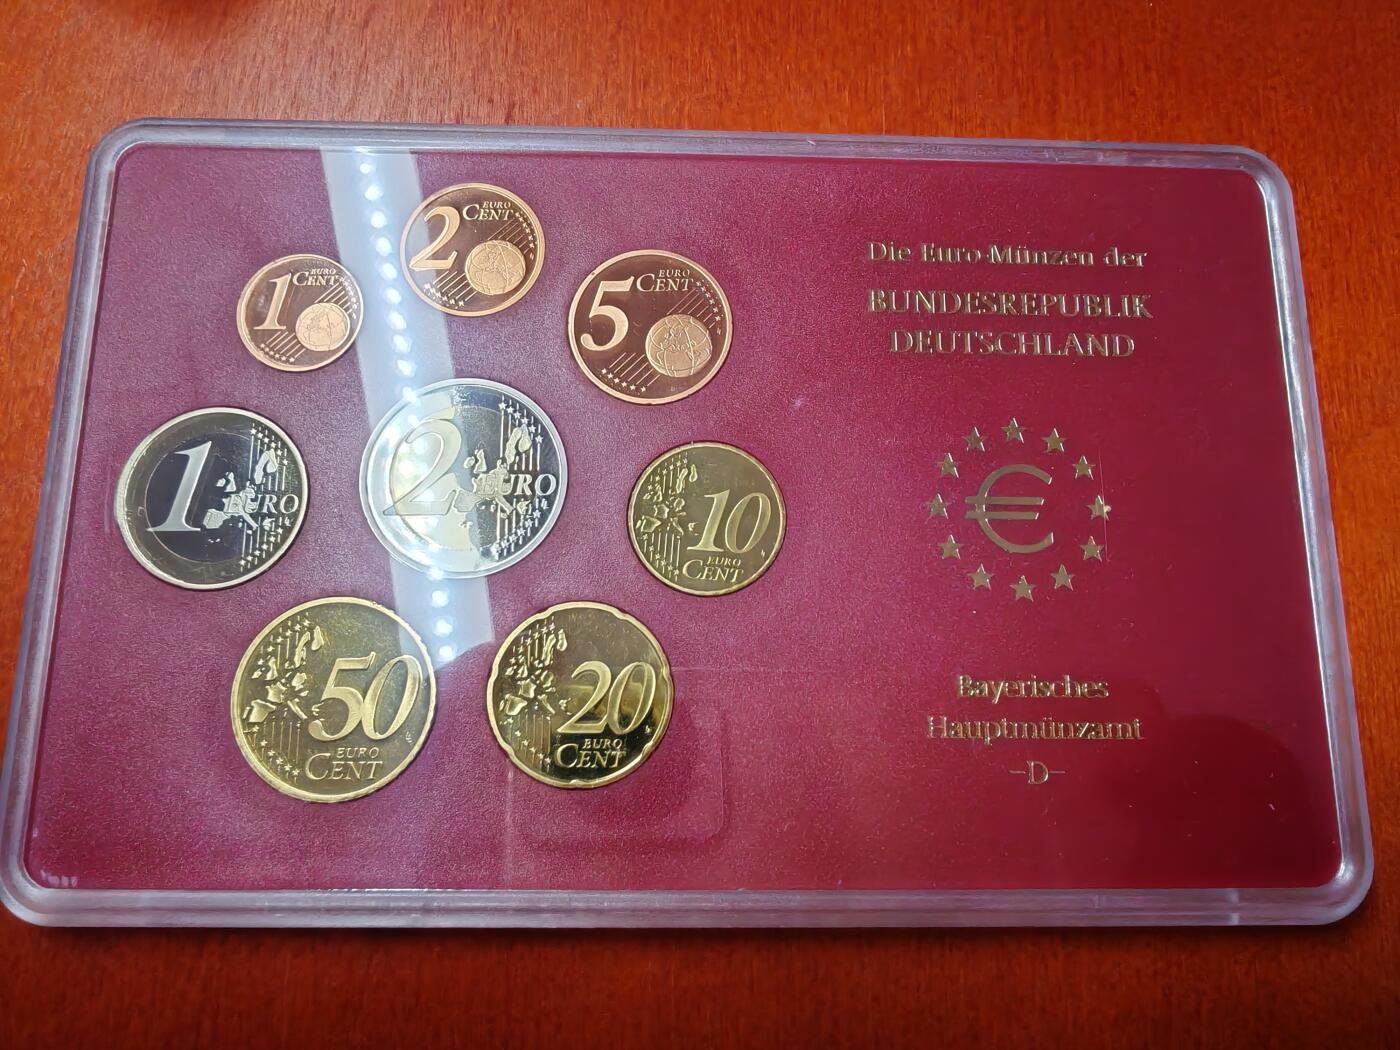 2 EURO CENT
1 EURO CENT
5 EURO CENT
Die Euro-Münzen der
BUNDESREPUBLIK
DEUTSCHLAND
1 EURO
2 EURO
10 EURO CENT
€
50 EURO CENT
20 EURO CENT
Bayerisches
Hauptmünzamt
-D-